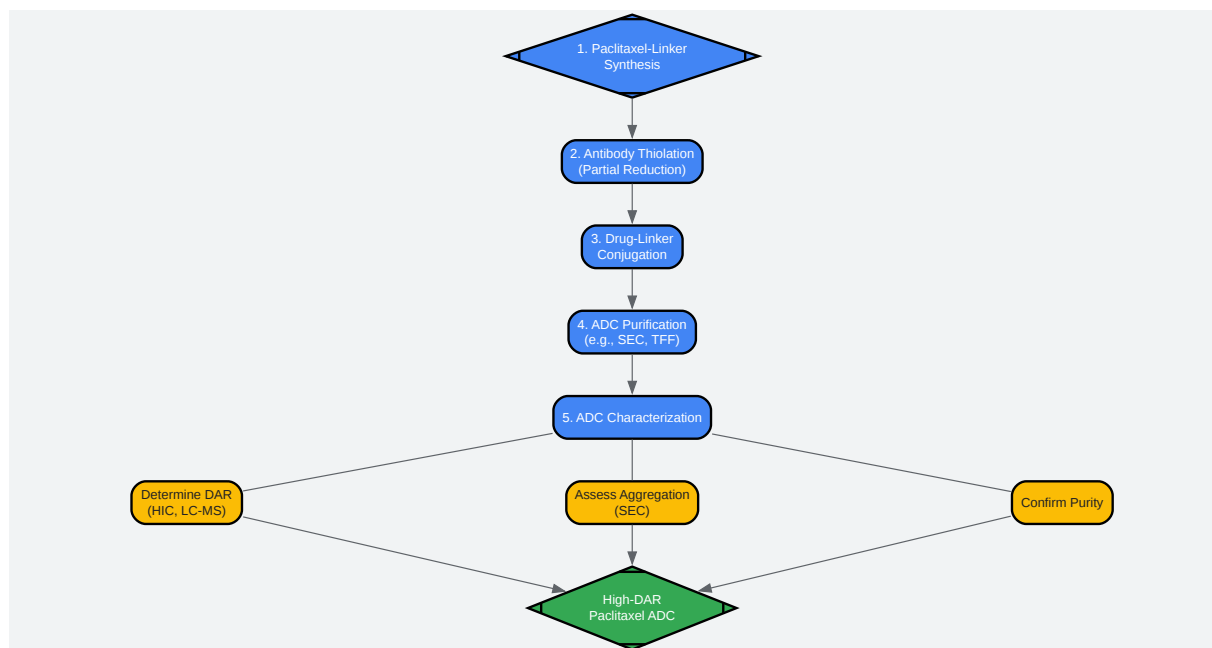 1. Paclitaxel-Linker
Synthesis
2. Antibody Thiolation
(Partial Reduction)
3. Drug-Linker
Conjugation
4. ADC Purification
(e.g., SEC, TFF)
5. ADC Characterization
Determine DAR
(HIC, LC-MS)
Assess Aggregation
(SEC)
Confirm Purity
High-DAR
Paclitaxel ADC